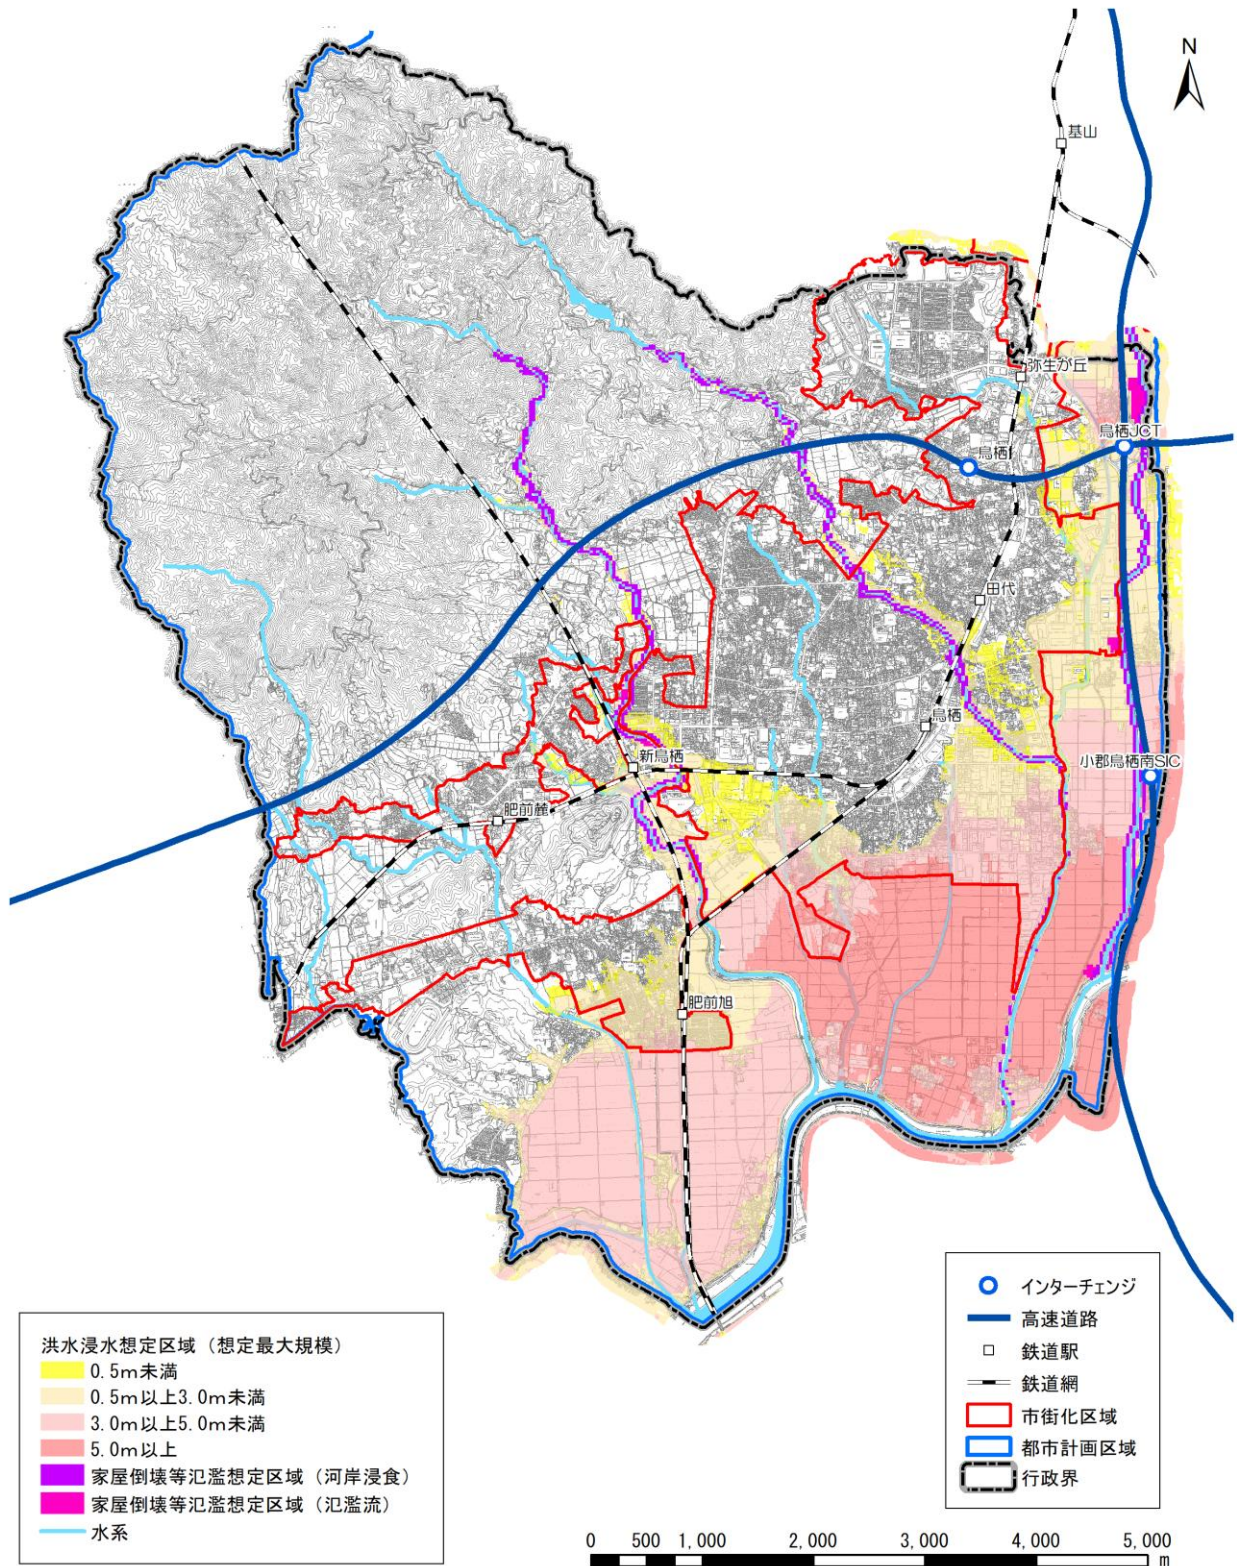 N
基山
弥生が丘
鳥栖JCT
鳥栖
田代
鳥栖
小郡鳥栖南SIC
新鳥栖
肥前麓
肥前旭
洪水浸水想定区域（想定最大規模）
0.5m未満
0.5m以上3.0m未満
3.0m以上5.0m未満
5.0m以上
家屋倒壊等氾濫想定区域（河岸浸食）
家屋倒壊等氾濫想定区域（氾濫流）
水系
インターチェンジ
高速道路
鉄道駅
鉄道網
市街化区域
都市計画区域
行政界
0 500 1,000 2,000 3,000 4,000 5,000
m